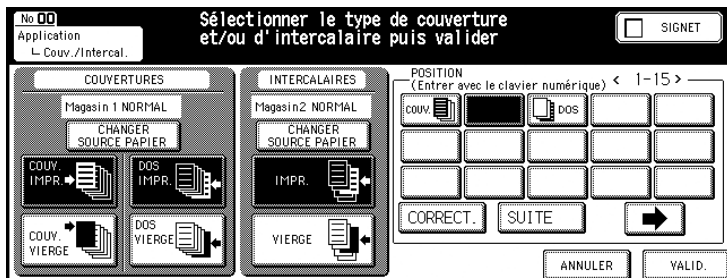 No 00
Application
Couv./Intercal.
Sélectionner le type de couverture
et/ou d'intercalaire puis valider
SIGNET
COUVERTURES
Magasin 1 NORMAL
CHANGER
SOURCE PAPIER
COUV.
IMPR.
DOS
IMPR.
COUV.
VIERGE
DOS
VIERGE
INTERCALAIRES
Magasin2 NORMAL
CHANGER
SOURCE PAPIER
IMPR.
VIERGE
POSITION
(Entrer avec le clavier numérique) < 1-15 >
COUV.
DOS
CORRECT.
SUITE
ANNULER
VALID.